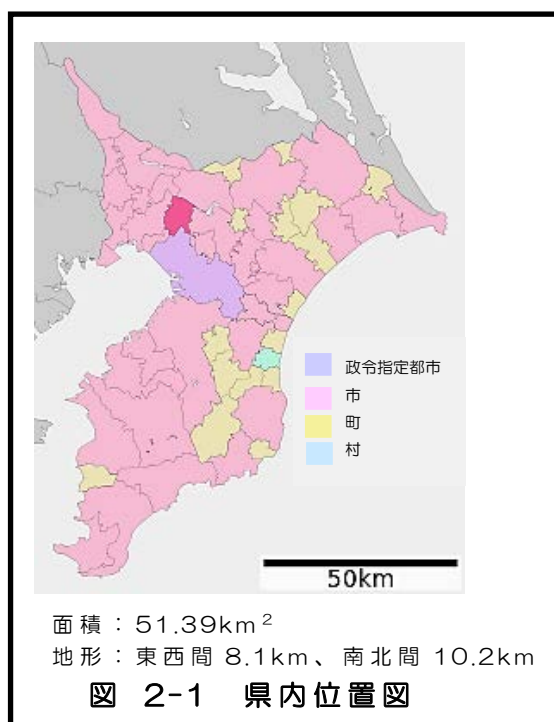 政令指定都市
市
町
村
50km
面積：51.39km²
地形：東西間 8.1km、南北間 10.2km
図 2-1 県内位置図